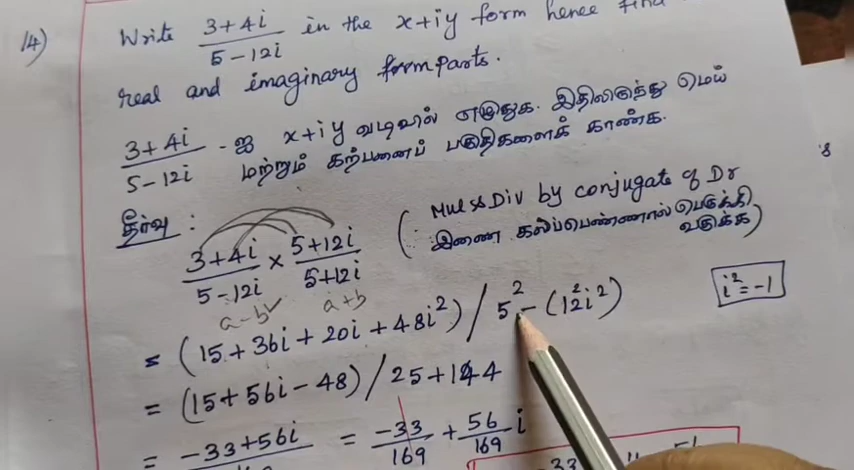 14) Write 3+4i/5-12i in the x+iy form hence find
real and imaginary form parts.
3+4i/5-12i -ஐ x+iy வடிவில் எழுதுக. இதிலிருந்து மெய்
மற்றும் கற்பனைப் பகுதிகளைக் காண்க.
தீர்வு :
(Mul & Div by conjugate of Dr
இணை கலப்பெண்ணால் பெருக்கி
வகுக்க)
3+4i/5-12i × 5+12i/5+12i
a-b a+b
= (15+36i+20i+48i²) / 5² - (12²i²)
i² = -1
= (15+56i-48) / 25+144
= -33+56i = -33/169 + 56/169 i